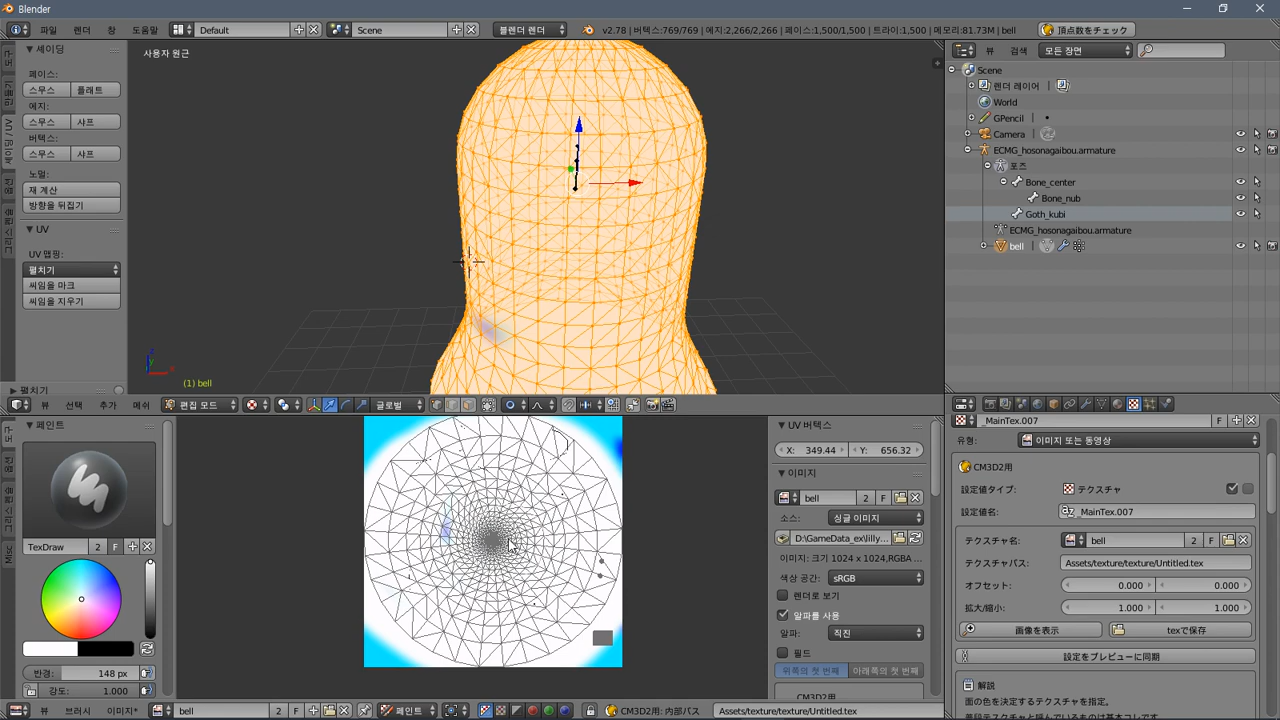 Blender
파일 렌더 창 도움말 Default Scene 블렌더 렌더 v2.78 | 버텍스:769/769 | 에지:2,266/2,266 | 페이스:1,500/1,500 | 트라이:1,500 | 메모리:81.73M | bell 頂点数をチェック
셰이딩
페이스:
스무스 플래트
에지:
스무스 샤프
버텍스:
스무스 샤프
노멀:
재 계산
방향을 뒤집기
UV
UV 맵핑:
펼치기
씨임을 마크
씨임을 지우기
펼치기
사용자 원근
(1) bell
뷰 선택 추가 메쉬 편집 모드 글로벌
뷰 검색 모든 장면
Scene
렌더 레이어
World
GPencil
Camera
ECMG_hosonagaibou.armature
포즈
Bone_center
Bone_nub
Goth_kubi
ECMG_hosonagaibou.armature
bell
페인트
TexDraw 2 F
반경: 148 px
강도: 1.000
Misc
UV 버텍스
X: 349.44 Y: 656.32
이미지
bell 2 F
소스: 싱글 이미지
D:\GameData_ex\lilly...
이미지: 크기 1024 x 1024,RGBA ...
색상 공간: sRGB
렌더로 보기
알파를 사용
알파: 직진
필드
위쪽의 첫 번째 아래쪽의 첫 번째
CM3D2用
뷰 브러시 이미지* bell 2 F 페인트 CM3D2用: 内部パス Assets/texture/texture/Untitled.tex
_MainTex.007 F
유형: 이미지 또는 동영상
CM3D2用
設定値タイプ: テクスチャ
設定値名: _MainTex.007
テクスチャ名: bell 2 F
テクスチャパス: Assets/texture/texture/Untitled.tex
オフセット: 0.000 0.000
拡大/縮小: 1.000 1.000
画像を表示 texで保存
設定をプレビューに同期
解説
色を決定するテクスチャを指定。